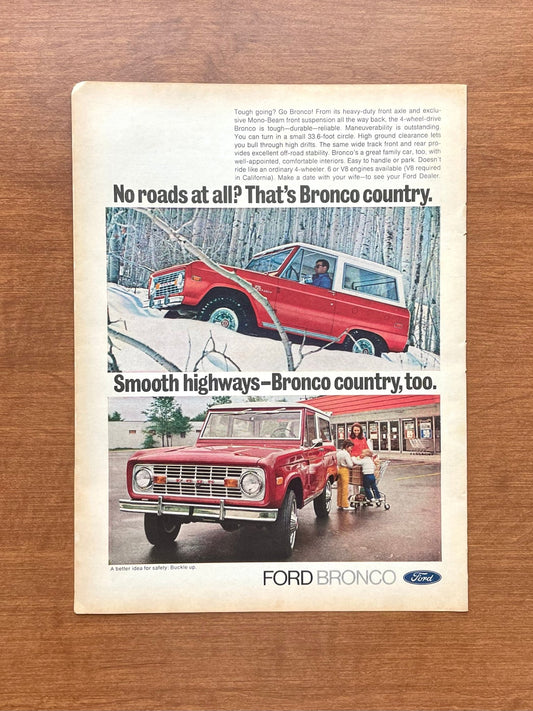 Tough going? Go Bronco! From its heavy-duty front axle and exclu-
sive Mono-Beam front suspension all the way back, the 4-wheel-drive
Bronco is tough—durable—reliable. Maneuverability is outstanding.
You can turn in a small 33.6-foot circle. High ground clearance lets
you bull through high drifts. The same wide track front and rear pro-
vides excellent off-road stability. Bronco's a great family car, too, with
well-appointed, comfortable interiors. Easy to handle or park. Doesn't
ride like an ordinary 4-wheeler. 6 or V8 engines available (V8 required
in California). Make a date with your wife—to see your Ford Dealer.
No roads at all? That's Bronco country.
Smooth highways—Bronco country, too.
FORD
A better idea for safety: Buckle up.
FORD BRONCO Ford